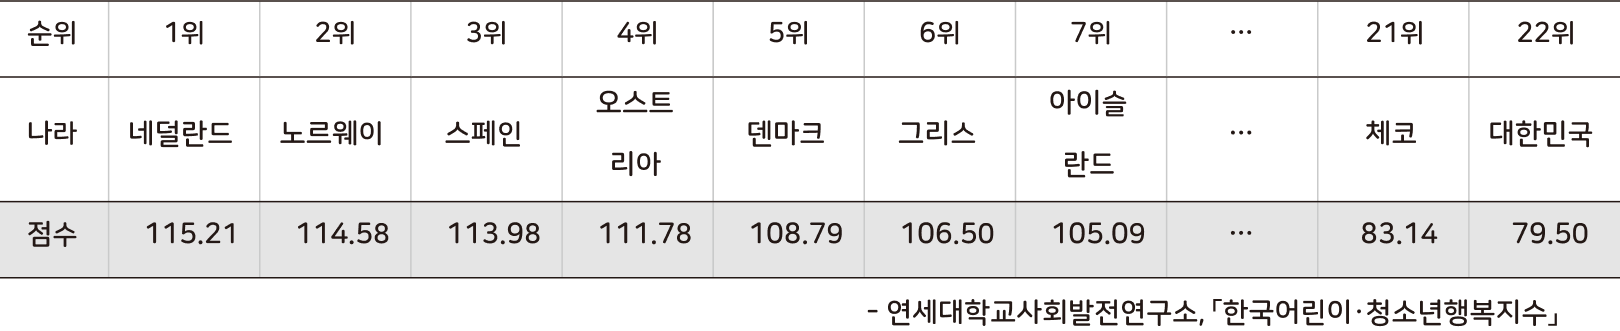 순위 1위 2위 3위 4위 5위 6위 7위 … 21위 22위
나라 네덜란드 노르웨이 스페인 오스트리아 덴마크 그리스 아이슬란드 … 체코 대한민국
점수 115.21 114.58 113.98 111.78 108.79 106.50 105.09 … 83.14 79.50
- 연세대학교사회발전연구소, 「한국어린이·청소년행복지수」